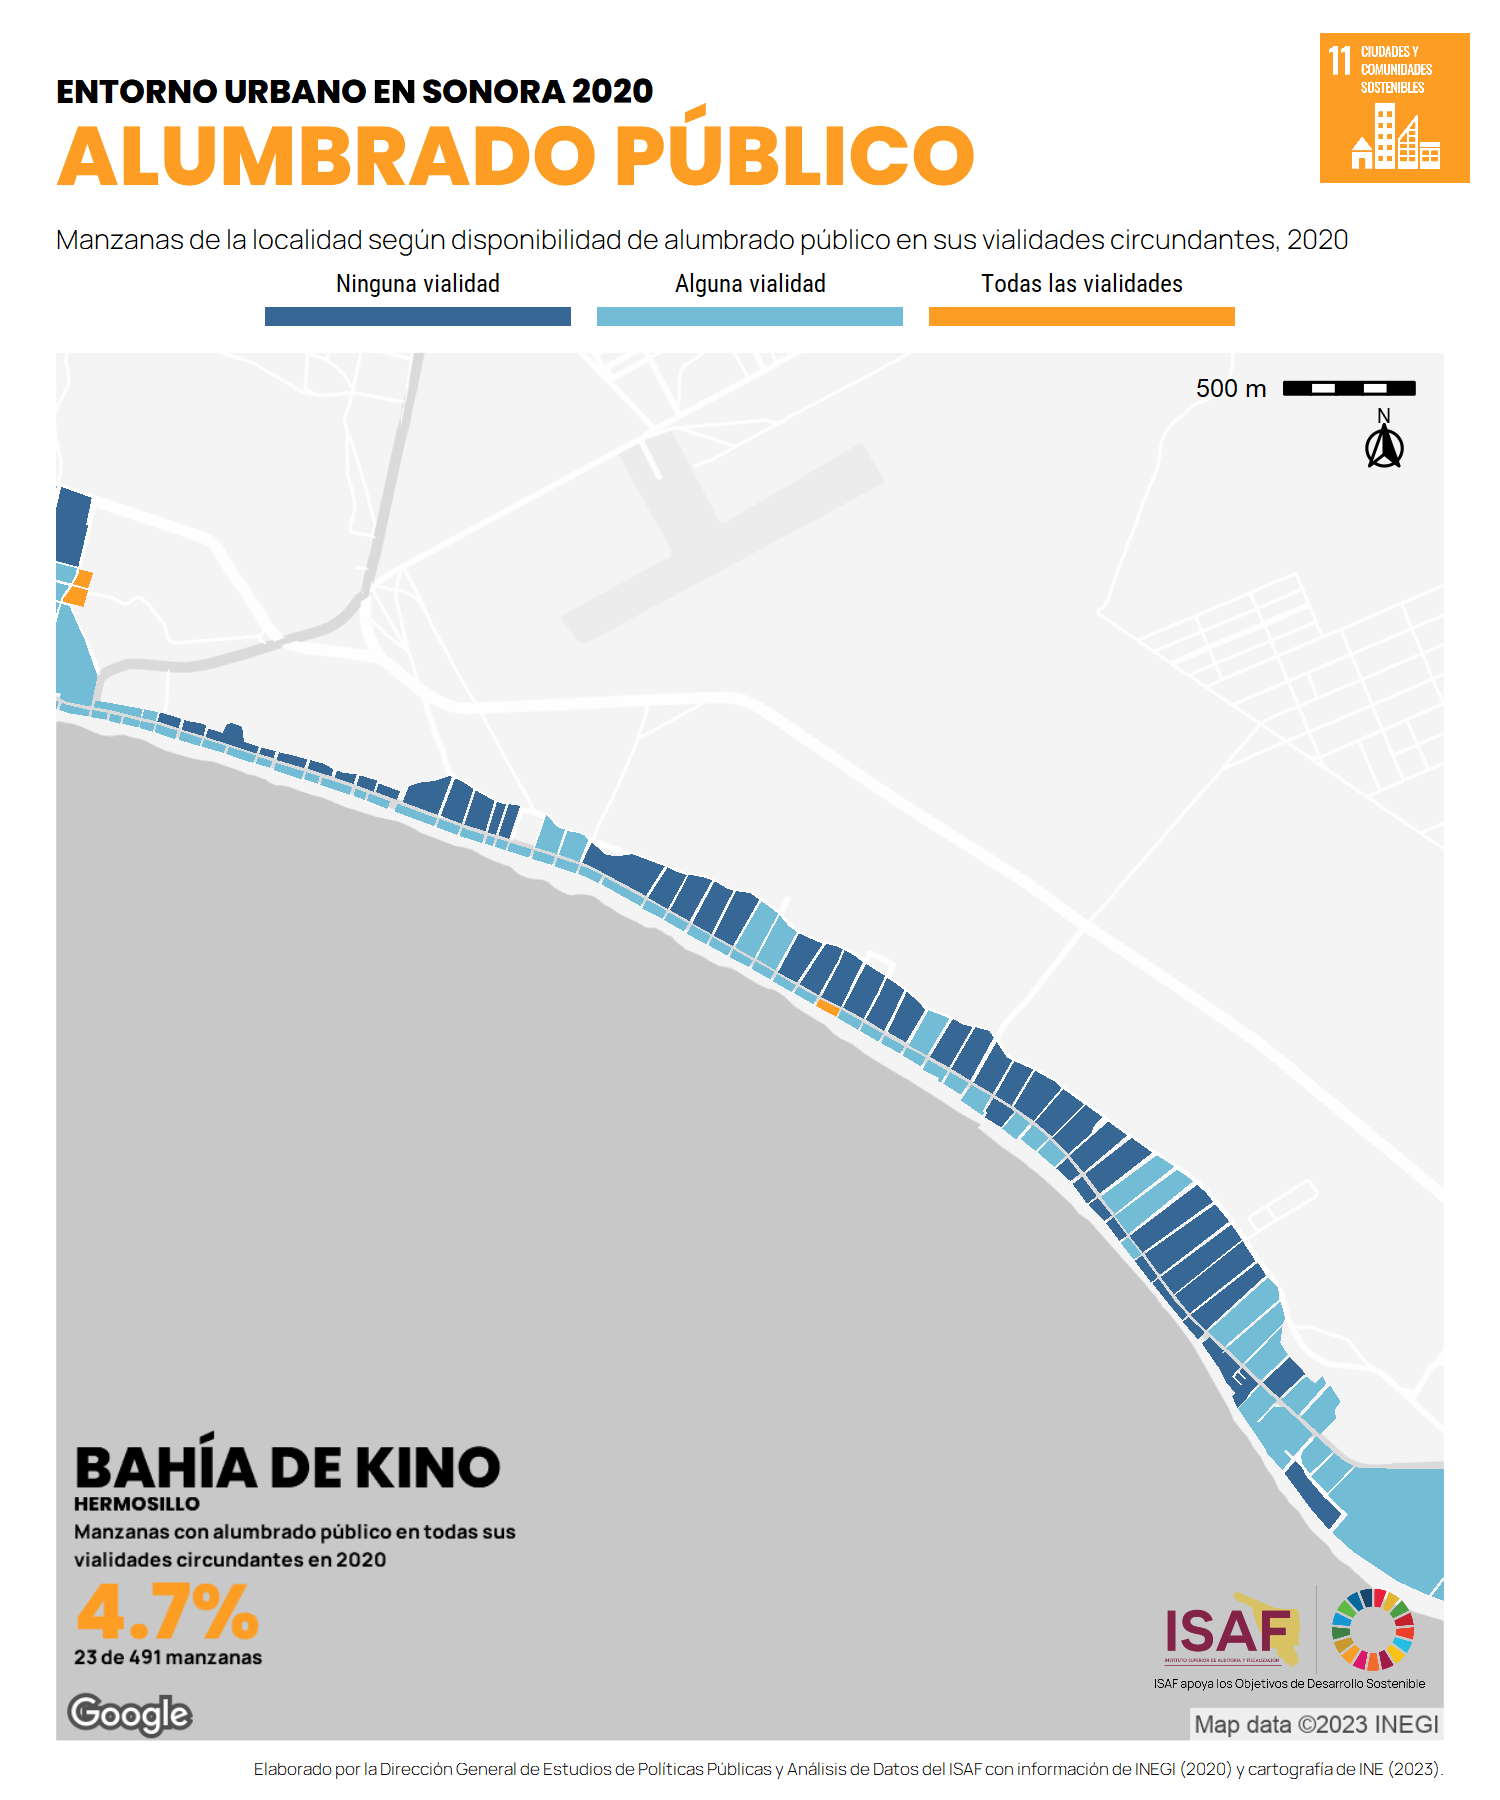 ENTORNO URBANO EN SONORA 2020
ALUMBRADO PÚBLICO
11 CIUDADES Y
COMUNIDADES
SOSTENIBLES
Manzanas de la localidad según disponibilidad de alumbrado público en sus vialidades circundantes, 2020
Ninguna vialidad Alguna vialidad Todas las vialidades
500 m
N
BAHÍA DE KINO
HERMOSILLO
Manzanas con alumbrado público en todas sus
vialidades circundantes en 2020
4.7%
23 de 491 manzanas
ISAF
INSTITUTO SUPERIOR DE AUDITORÍA Y FISCALIZACIÓN
ISAF apoya los Objetivos de Desarrollo Sostenible
Google
Map data ©2023 INEGI
Elaborado por la Dirección General de Estudios de Políticas Públicas y Análisis de Datos del ISAF con información de INEGI (2020) y cartografía de INE (2023).